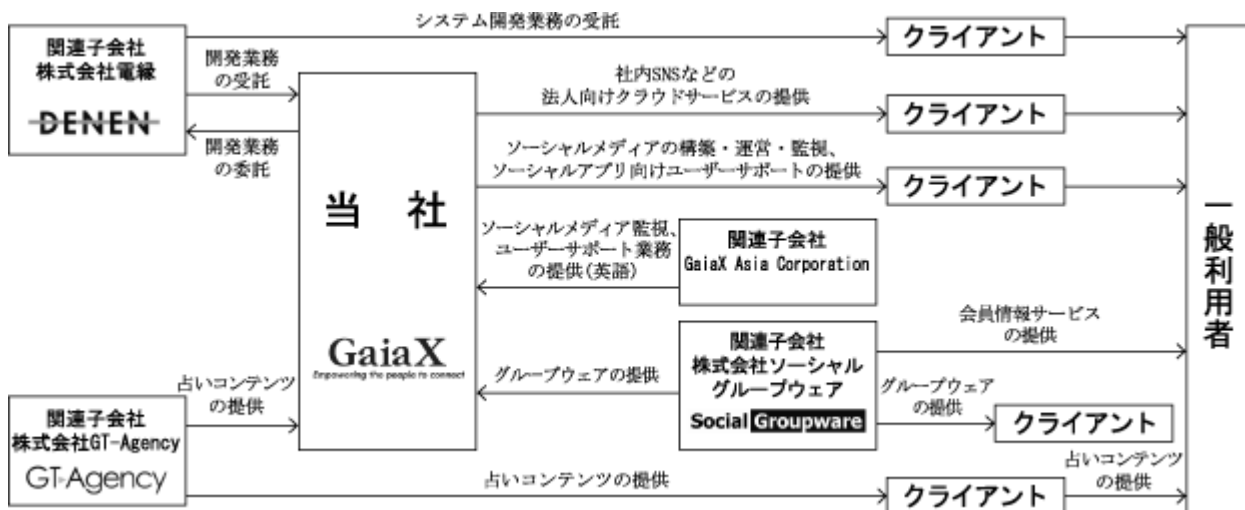 システム開発業務の受託
関連子会社
株式会社電縁
DENEN
開発業務
の受託
開発業務
の委託
当 社
GaiaX
Empowering the people to connect
社内SNSなどの
法人向けクラウドサービスの提供
ソーシャルメディアの構築・運営・監視、
ソーシャルアプリ向けユーザーサポートの提供
クライアント
クライアント
クライアント
ソーシャルメディア監視、
ユーザーサポート業務
の提供(英語)
関連子会社
GaiaX Asia Corporation
グループウェアの提供
関連子会社
株式会社ソーシャル
グループウェア
Social Groupware
会員情報サービス
の提供
グループウェア
の提供
クライアント
占いコンテンツ
の提供
関連子会社
株式会社GT-Agency
GT-Agency
占いコンテンツの提供
クライアント
占いコンテンツ
の提供
一般利用者